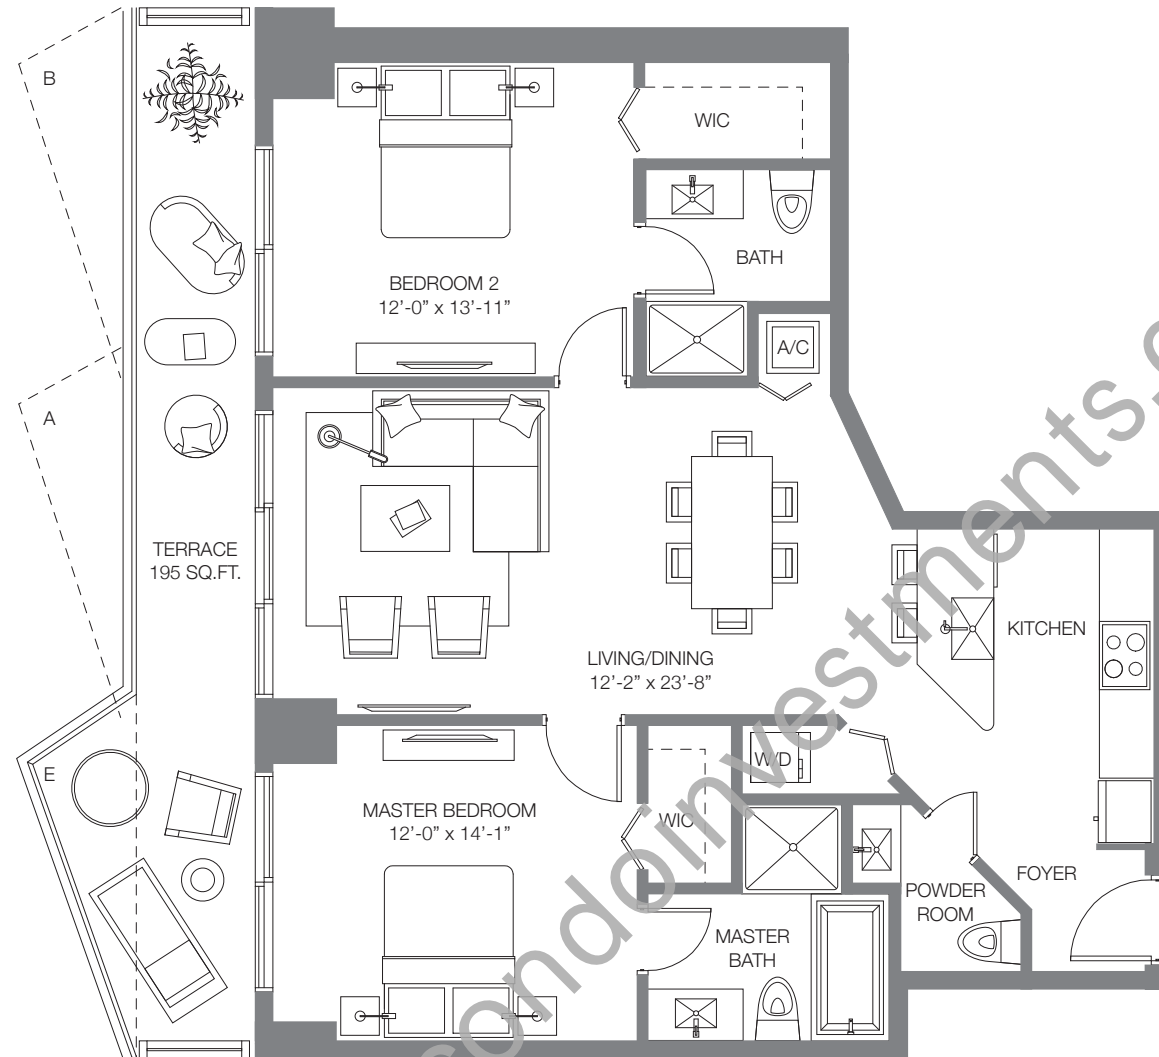 B
WIC
BATH
BEDROOM 2
12’-0” x 13’-11”
A/C
A
TERRACE
195 SQ.FT.
KITCHEN
LIVING/DINING
12’-2” x 23’-8”
W/D
E
MASTER BEDROOM
12’-0” x 14’-1”
WIC
FOYER
POWDER
ROOM
MASTER
BATH
condoinvestments.c